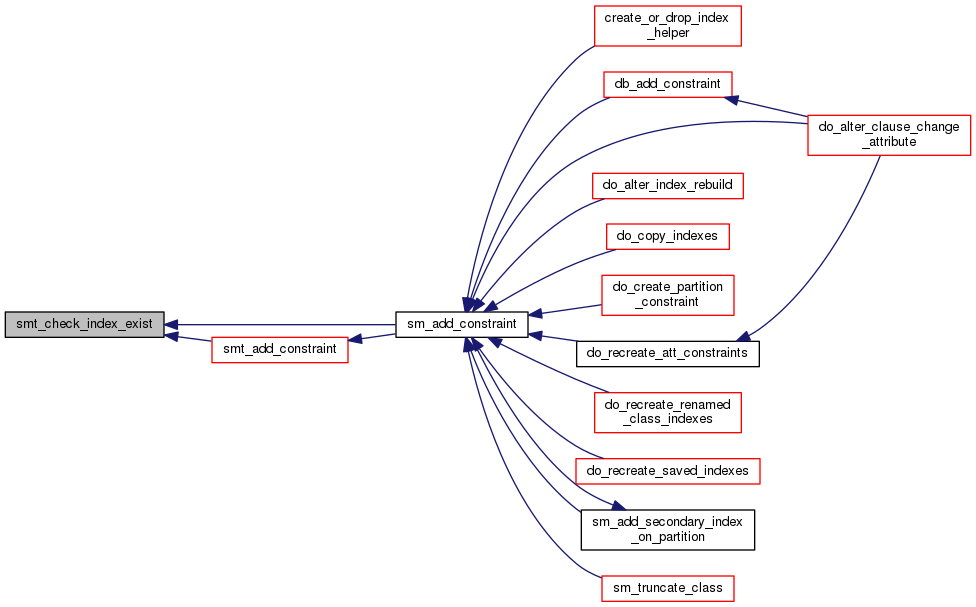 create_or_drop_index
_helper
db_add_constraint
do_alter_clause_change
_attribute
do_alter_index_rebuild
do_copy_indexes
do_create_partition
_constraint
smt_check_index_exist
sm_add_constraint
smt_add_constraint
do_recreate_att_constraints
do_recreate_renamed
_class_indexes
do_recreate_saved_indexes
sm_add_secondary_index
_on_partition
sm_truncate_class